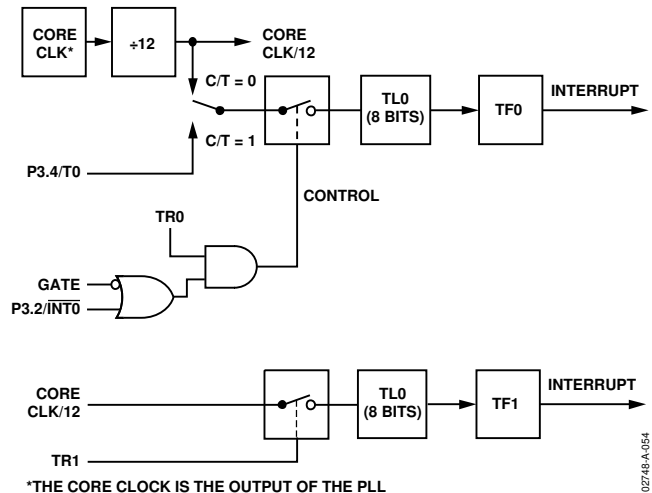 CORE
CLK*
÷12
CORE
CLK/12
C/T = 0
C/T = 1
TL0
(8 BITS)
TF0
INTERRUPT
P3.4/T0
CONTROL
TR0
GATE
P3.2/INT0
CORE
CLK/12
TL0
(8 BITS)
TF1
INTERRUPT
TR1
*THE CORE CLOCK IS THE OUTPUT OF THE PLL
02748-A-054